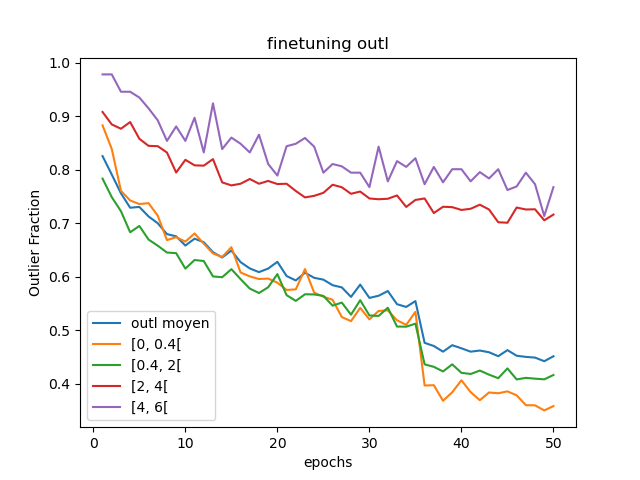 finetuning outl
Outlier Fraction
1.0
0.9
0.8
0.7
0.6
0.5
0.4
outl moyen
[0, 0.4[
[0.4, 2[
[2, 4[
[4, 6[
0 10 20 30 40 50
epochs